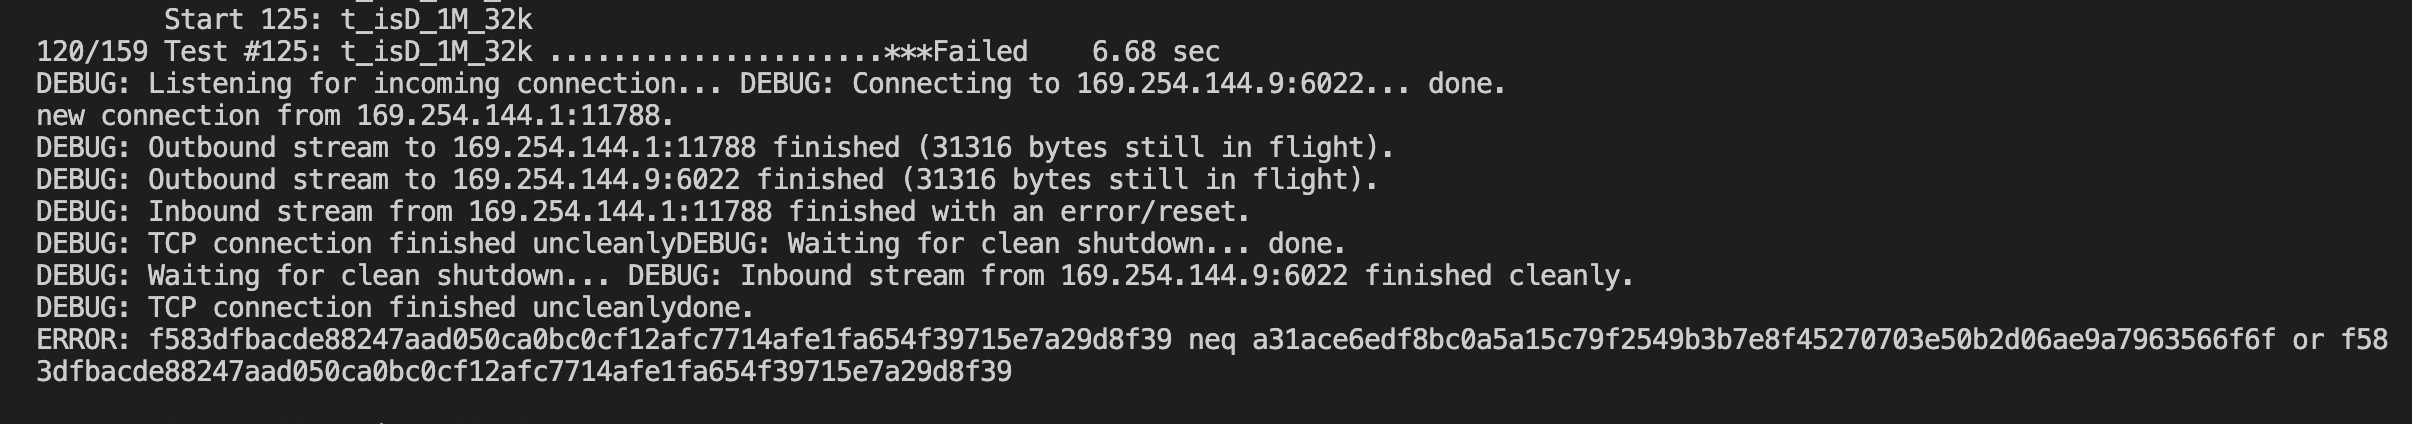 Start 125: t_isD_1M_32k
120/159 Test #125: t_isD_1M_32k .....................***Failed    6.68 sec
DEBUG: Listening for incoming connection... DEBUG: Connecting to 169.254.144.9:6022... done.
new connection from 169.254.144.1:11788.
DEBUG: Outbound stream to 169.254.144.1:11788 finished (31316 bytes still in flight).
DEBUG: Outbound stream to 169.254.144.9:6022 finished (31316 bytes still in flight).
DEBUG: Inbound stream from 169.254.144.1:11788 finished with an error/reset.
DEBUG: TCP connection finished uncleanlyDEBUG: Waiting for clean shutdown... done.
DEBUG: Waiting for clean shutdown... DEBUG: Inbound stream from 169.254.144.9:6022 finished cleanly.
DEBUG: TCP connection finished uncleanlydone.
ERROR: f583dfbacde88247aad050ca0bc0cf12afc7714afe1fa654f39715e7a29d8f39 neq a31ace6edf8bc0a5a15c79f2549b3b7e8f45270703e50b2d06ae9a7963566f6f or f58
3dfbacde88247aad050ca0bc0cf12afc7714afe1fa654f39715e7a29d8f39